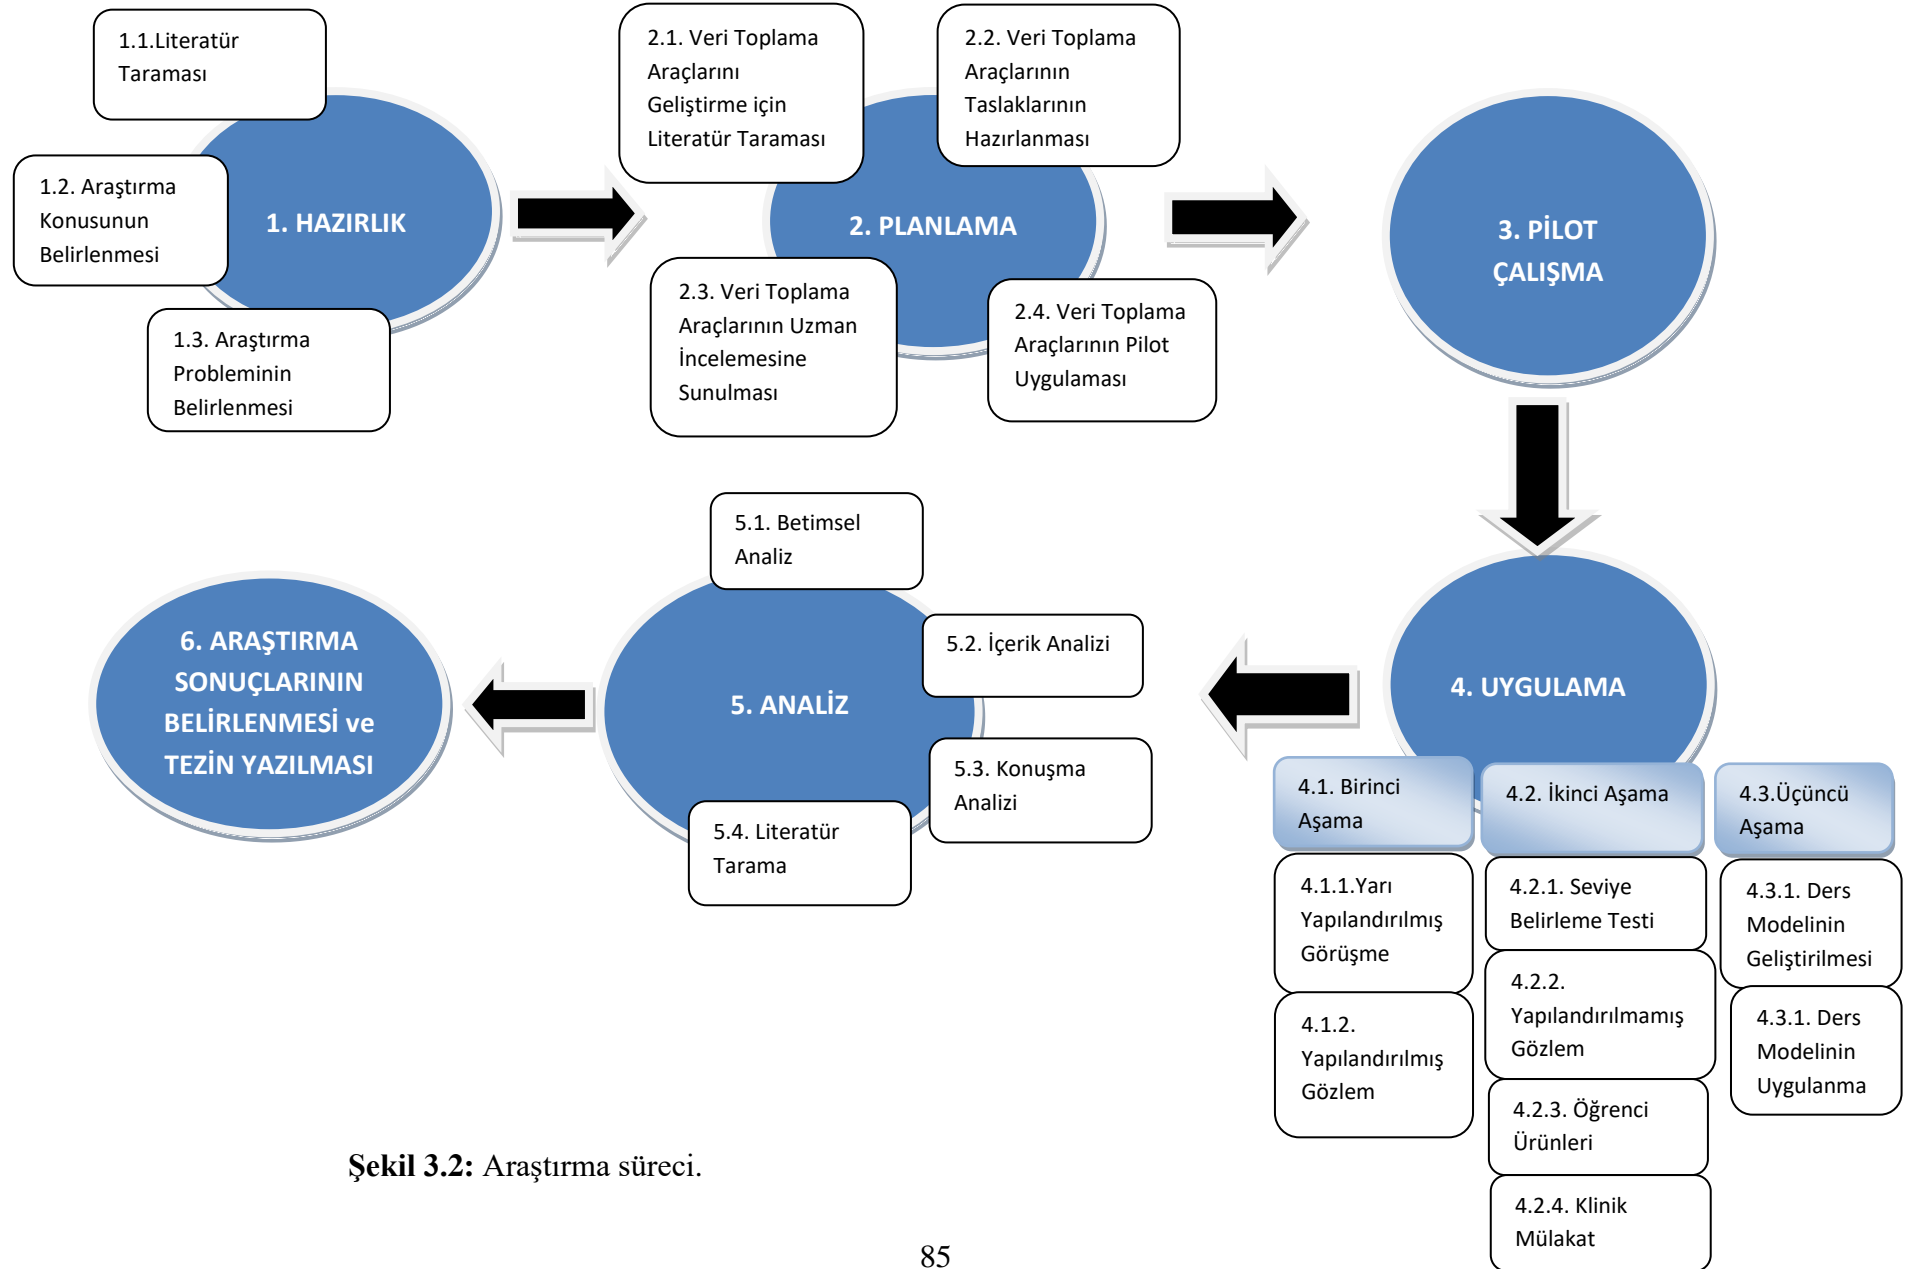 1.1.Literatür
Taraması
1.2. Araştırma
Konusunun
Belirlenmesi
1. HAZIRLIK
1.3. Araştırma
Probleminin
Belirlenmesi
2.1. Veri Toplama
Araçlarını
Geliştirme için
Literatür Taraması
2.2. Veri Toplama
Araçlarının
Taslaklarının
Hazırlanması
2. PLANLAMA
2.3. Veri Toplama
Araçlarının Uzman
İncelemesine
Sunulması
2.4. Veri Toplama
Araçlarının Pilot
Uygulaması
3. PİLOT
ÇALIŞMA
4. UYGULAMA
4.1. Birinci
Aşama
4.1.1.Yarı
Yapılandırılmış
Görüşme
4.1.2.
Yapılandırılmış
Gözlem
4.2. İkinci Aşama
4.2.1. Seviye
Belirleme Testi
4.2.2.
Yapılandırılmamış
Gözlem
4.2.3. Öğrenci
Ürünleri
4.2.4. Klinik
Mülakat
4.3.Üçüncü
Aşama
4.3.1. Ders
Modelinin
Geliştirilmesi
4.3.1. Ders
Modelinin
Uygulanma
5.1. Betimsel
Analiz
5.2. İçerik Analizi
5. ANALİZ
5.3. Konuşma
Analizi
5.4. Literatür
Tarama
6. ARAŞTIRMA
SONUÇLARININ
BELİRLENMESİ ve
TEZİN YAZILMASI
Şekil 3.2: Araştırma süreci.
85